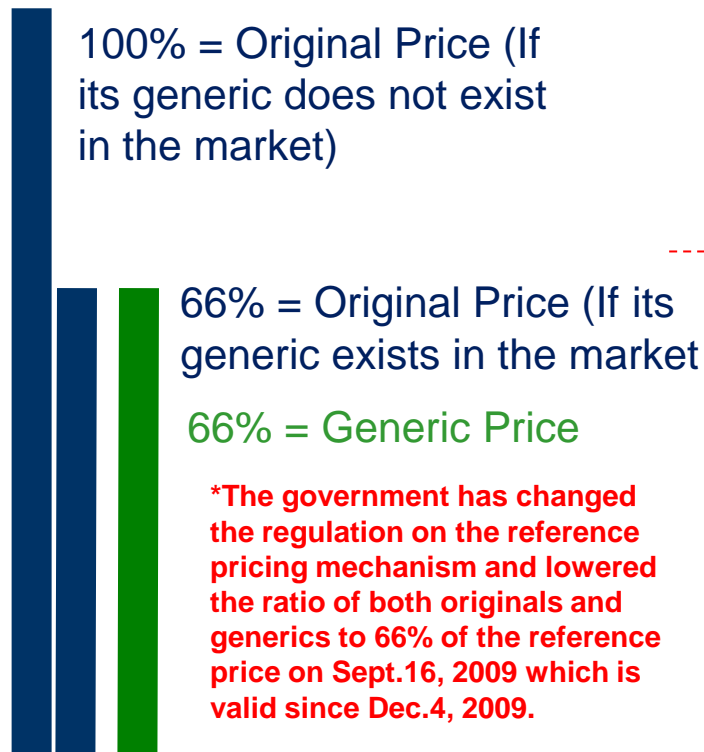 100% = Original Price (If
its generic does not exist
in the market)
66% = Original Price (If its
generic exists in the market
66% = Generic Price
*The government has changed
the regulation on the reference
pricing mechanism and lowered
the ratio of both originals and
generics to 66% of the reference
price on Sept.16, 2009 which is
valid since Dec.4, 2009.